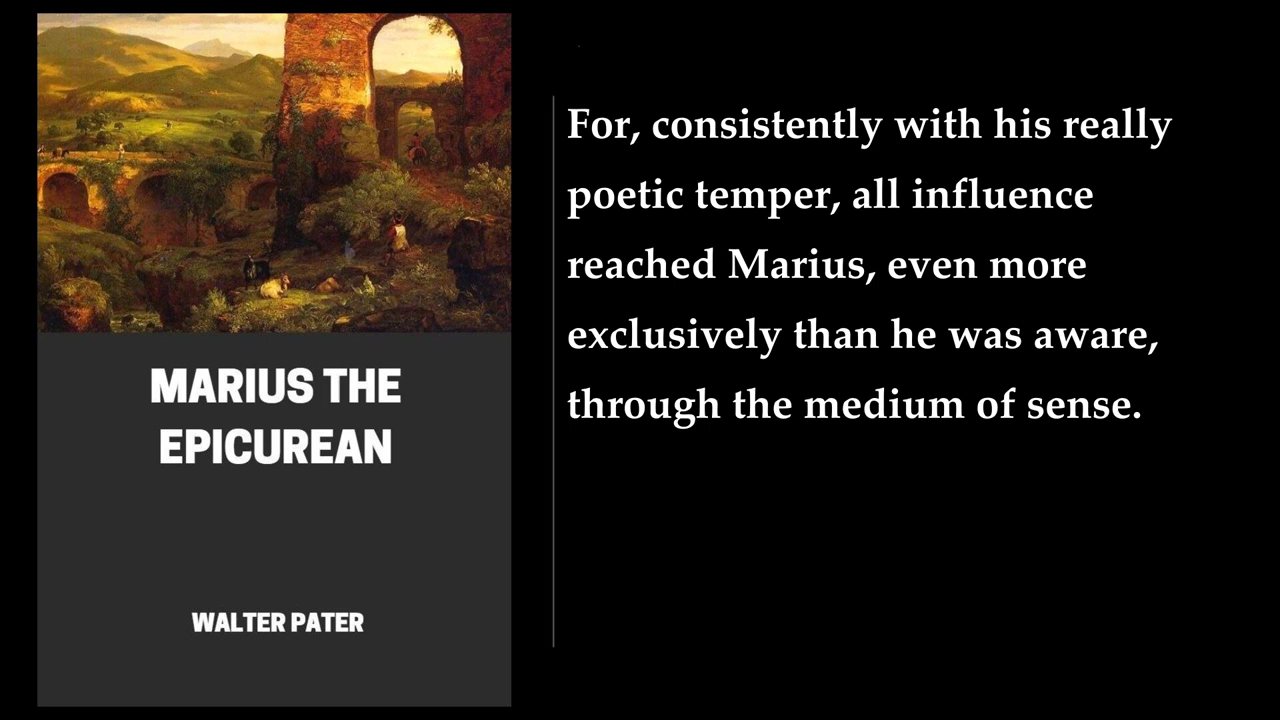 MARIUS THE
EPICUREAN
WALTER PATER
For, consistently with his really
poetic temper, all influence
reached Marius, even more
exclusively than he was aware,
through the medium of sense.